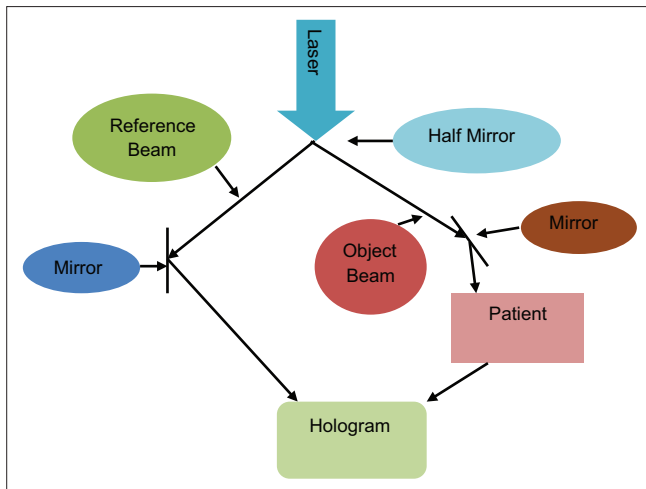 Laser
Reference
Beam
Half Mirror
Mirror
Object
Beam
Mirror
Patient
Hologram